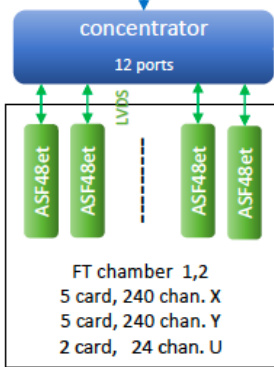 concentrator
12 ports
LVDS
ASF48et
ASF48et
ASF48et
ASF48et
FT chamber 1,2
5 card, 240 chan. X
5 card, 240 chan. Y
2 card, 24 chan. U